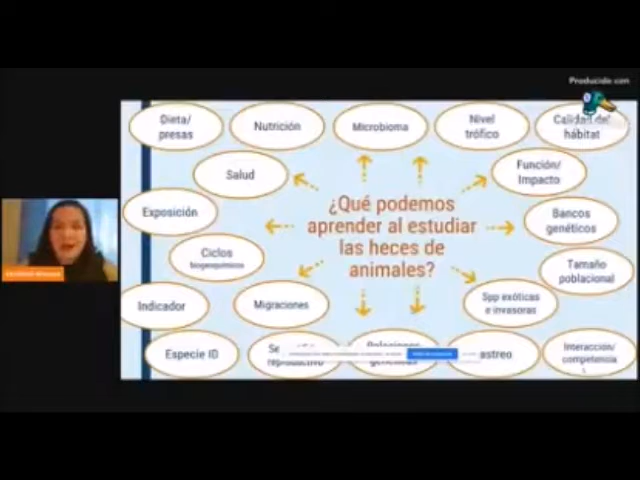 Producido con
Dieta/
presas
Nutrición
Microbioma
Nivel
trófico
Calidad del
hábitat
Salud
Función/
Impacto
¿Qué podemos
aprender al estudiar
las heces de
animales?
Exposición
Bancos
genéticos
Ciclos
biogeoquímicos
Tamaño
poblacional
Indicador
Migraciones
Spp exóticas
e invasoras
Especie ID
reproductivo
Relaciones
genéticas
astreo
Interacción/
competencia